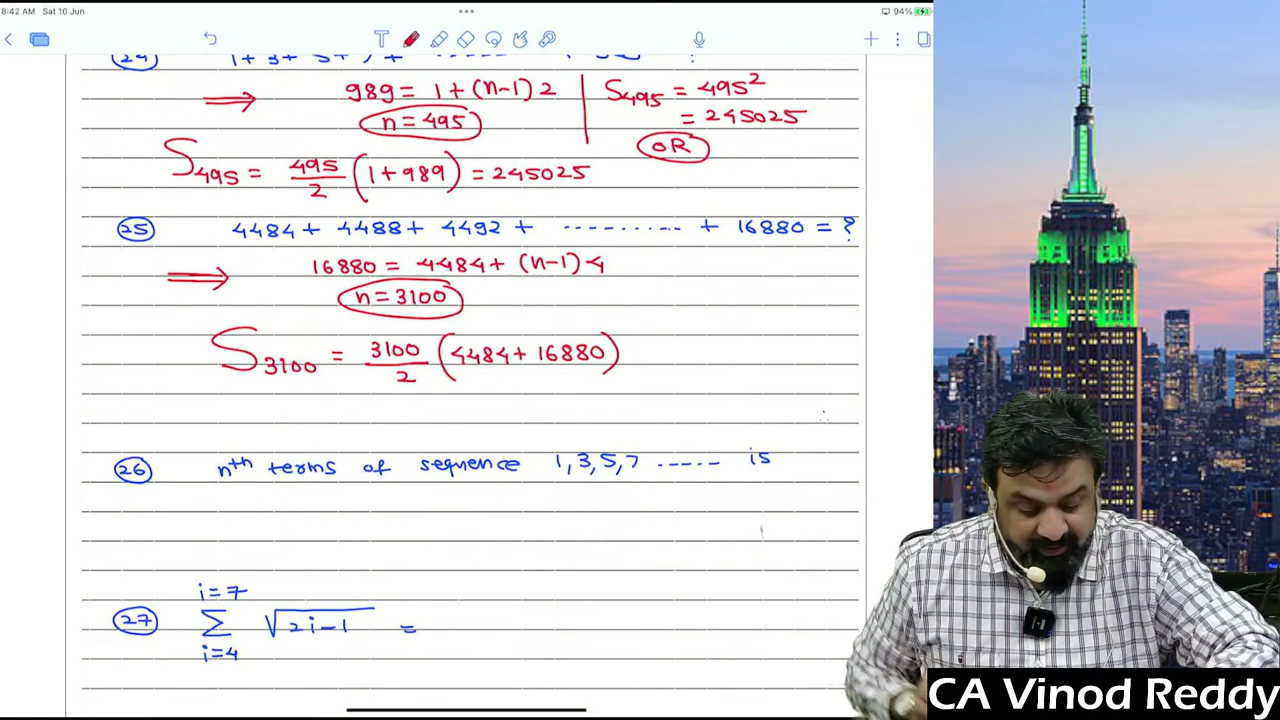 8:42 AM Sat 10 Jun
94%
24
989 = 1 + (n-1) 2
n = 495
S495 = 495²
= 245025
OR
S495 = 495/2 (1 + 989) = 245025
25 4484 + 4488 + 4492 + .......... + 16880 = ?
16880 = 4484 + (n-1) 4
n = 3100
S3100 = 3100/2 (4484 + 16880)
26 nth terms of sequence 1, 3, 5, 7 ...... is
i = 7
27 Σ √2i-1 =
i = 4
CA Vinod Reddy